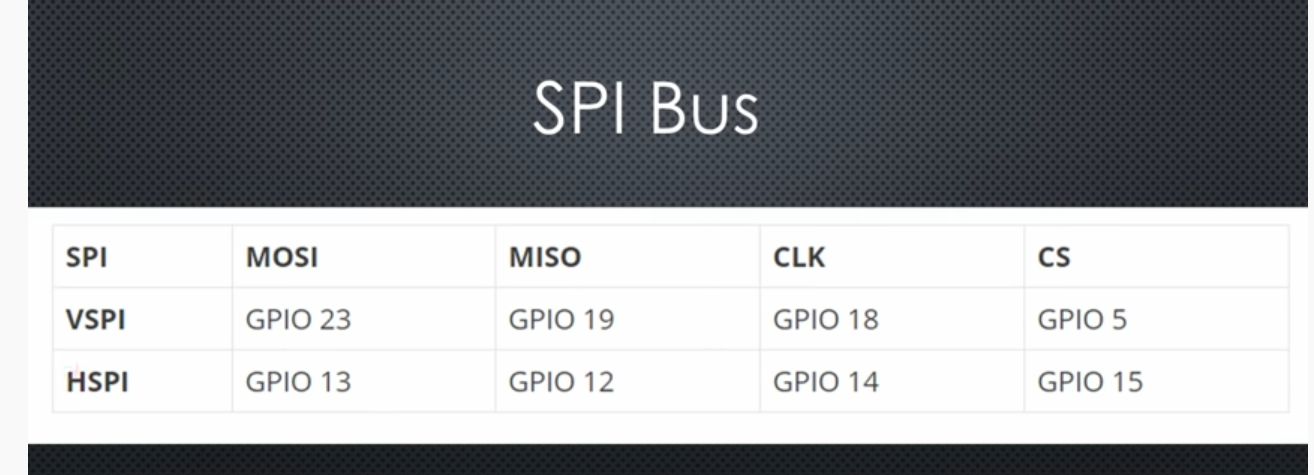 SPI Bus
SPI MOSI MISO CLK CS
VSPI GPIO 23 GPIO 19 GPIO 18 GPIO 5
HSPI GPIO 13 GPIO 12 GPIO 14 GPIO 15